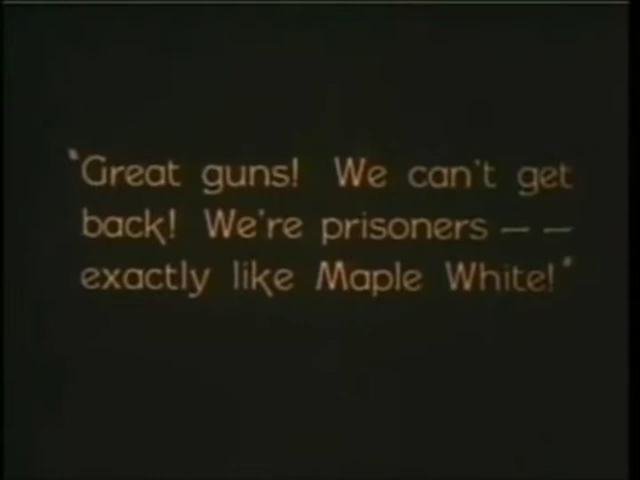 "Great guns! We can't get
back! We're prisoners – –
exactly like Maple White!"